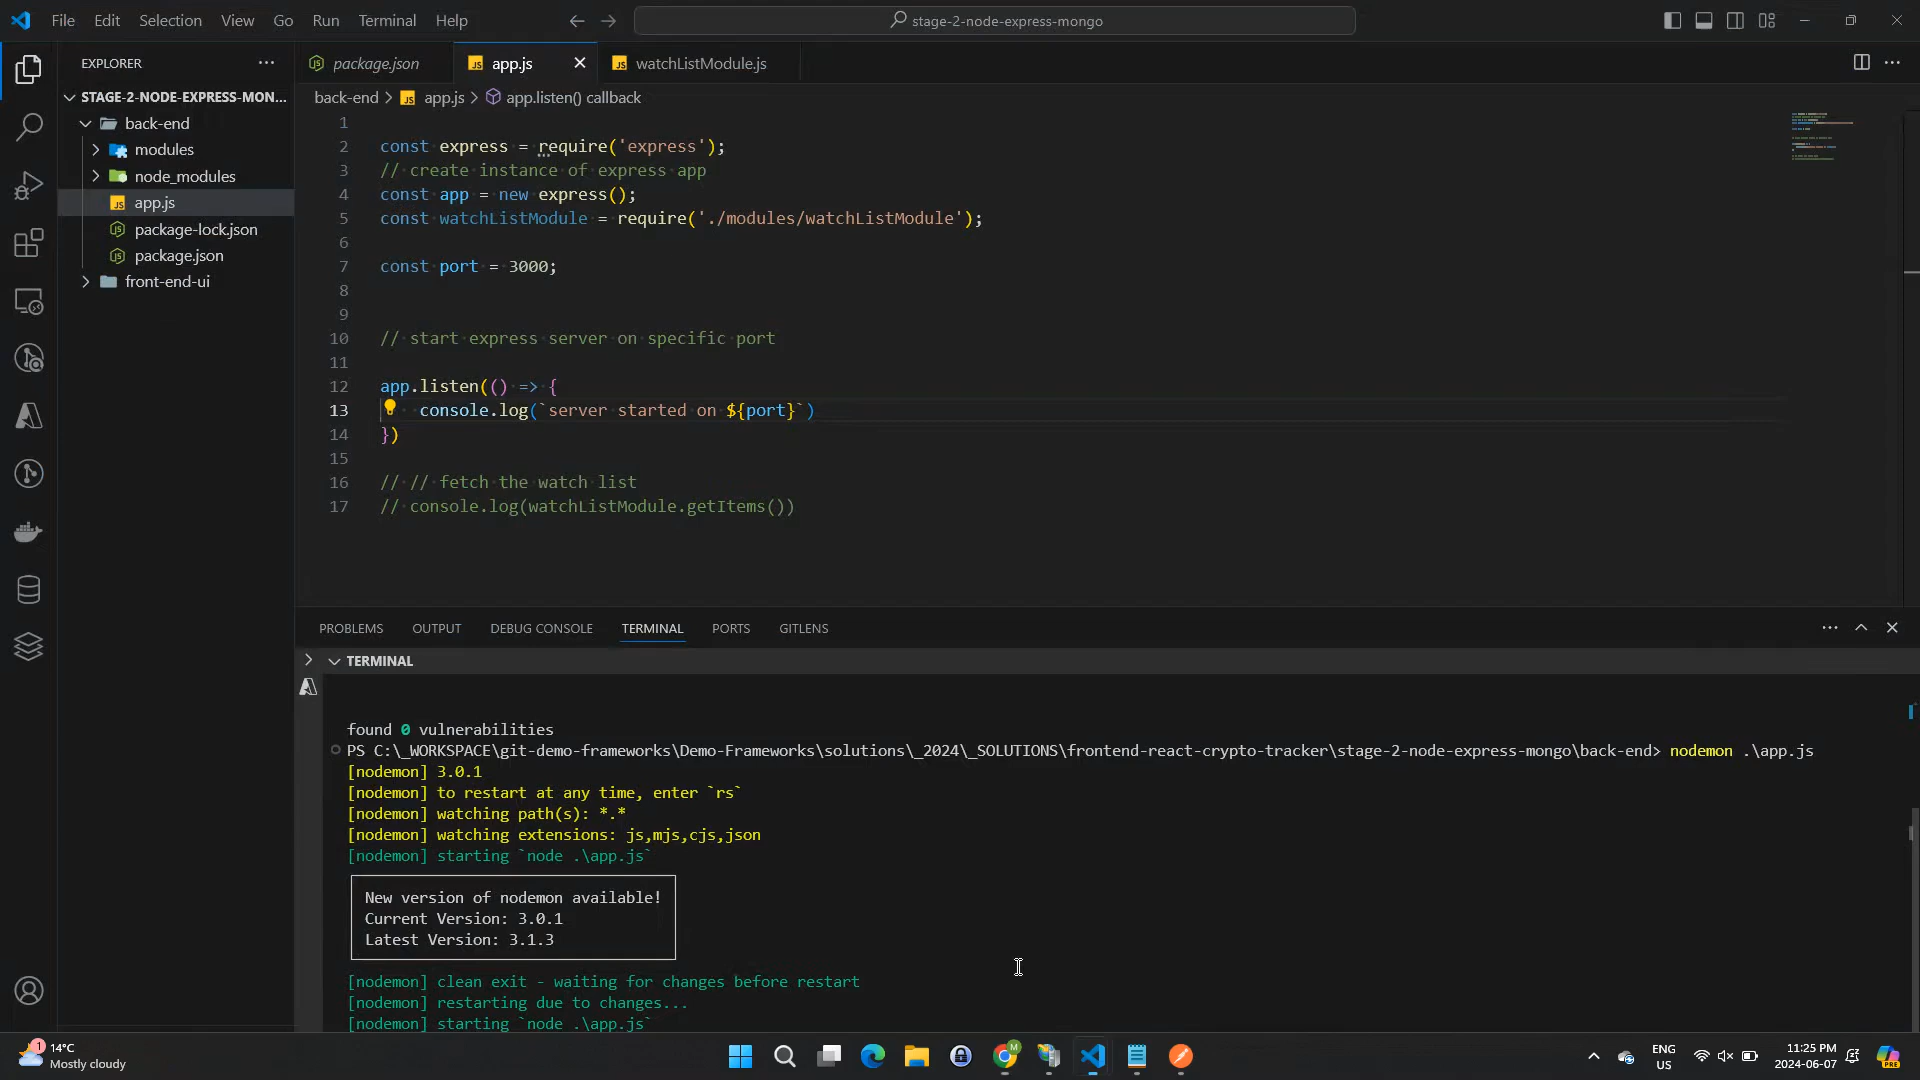 File Edit Selection View Go Run Terminal Help
stage-2-node-express-mongo
EXPLORER
package.json
app.js
watchListModule.js
STAGE-2-NODE-EXPRESS-MON...
back-end
modules
node_modules
app.js
package-lock.json
package.json
front-end-ui
back-end > app.js > app.listen() callback
1
2 const express = require('express');
3 // create instance of express app
4 const app = new express();
5 const watchListModule = require('./modules/watchListModule');
6
7 const port = 3000;
8
9
10 // start express server on specific port
11
12 app.listen(() => {
13 console.log(`server started on ${port}`)
14 })
15
16 // // fetch the watch list
17 // console.log(watchListModule.getItems())
PROBLEMS OUTPUT DEBUG CONSOLE TERMINAL PORTS GITLENS
TERMINAL
found 0 vulnerabilities
PS C:\_WORKSPACE\git-demo-frameworks\Demo-Frameworks\solutions\_2024\_SOLUTIONS\frontend-react-crypto-tracker\stage-2-node-express-mongo\back-end> nodemon .\app.js
[nodemon] 3.0.1
[nodemon] to restart at any time, enter `rs`
[nodemon] watching path(s): *.*
[nodemon] watching extensions: js,mjs,cjs,json
[nodemon] starting `node .\app.js`
New version of nodemon available!
Current Version: 3.0.1
Latest Version: 3.1.3
[nodemon] clean exit - waiting for changes before restart
[nodemon] restarting due to changes...
[nodemon] starting `node .\app.js`
1
14°C
Mostly cloudy
M
ENG
US
11:25 PM
2024-06-07
PRE